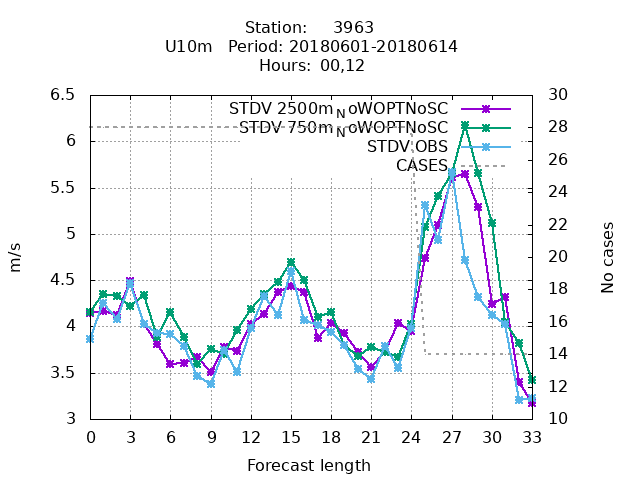 Station: 3963
U10m Period: 20180601-20180614
Hours: 00,12
6.5
6
5.5
5
4.5
4
3.5
3
30
28
26
24
22
20
18
16
14
12
10
m/s
No cases
STDV 2500m_NoWOPTNoSC
STDV 750m_NoWOPTNoSC
STDV OBS
CASES
0 3 6 9 12 15 18 21 24 27 30 33
Forecast length